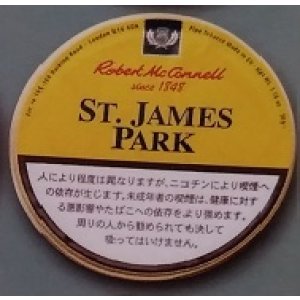 Robert McConnell
since 1848
ST. JAMES
PARK
人により程度は異なりますが、ニコチンにより喫煙へ
の依存が生じます。未成年者の喫煙は、健康に対す
る悪影響やたばこへの依存をより強めます。
周りの人から勧められても決して
吸ってはいけません。